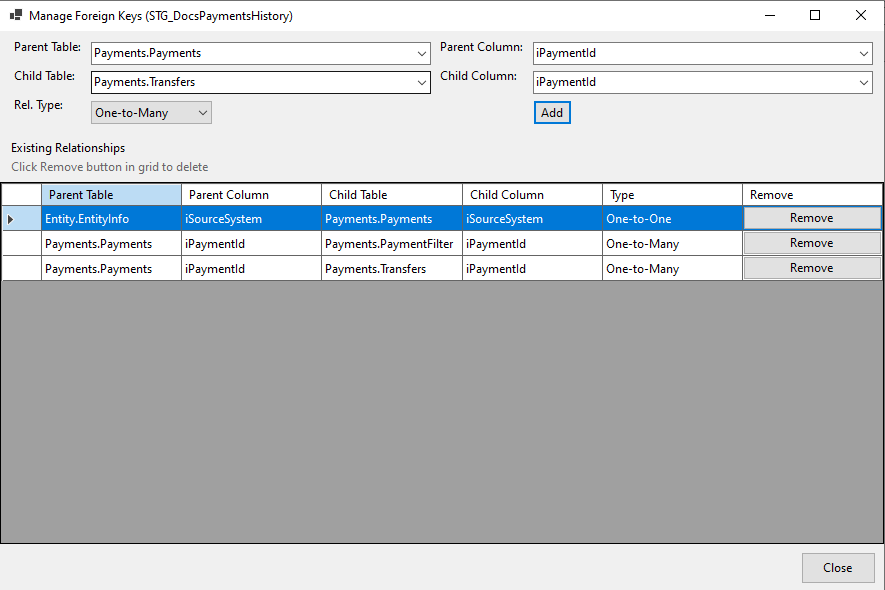 Manage Foreign Keys (STG_DocsPaymentsHistory)
Parent Table: Payments.Payments Parent Column: iPaymentId
Child Table: Payments.Transfers Child Column: iPaymentId
Rel. Type: One-to-Many Add
Existing Relationships
Click Remove button in grid to delete
Parent Table Parent Column Child Table Child Column Type Remove
Entity.EntityInfo iSourceSystem Payments.Payments iSourceSystem One-to-One Remove
Payments.Payments iPaymentId Payments.PaymentFilter iPaymentId One-to-Many Remove
Payments.Payments iPaymentId Payments.Transfers iPaymentId One-to-Many Remove
Close